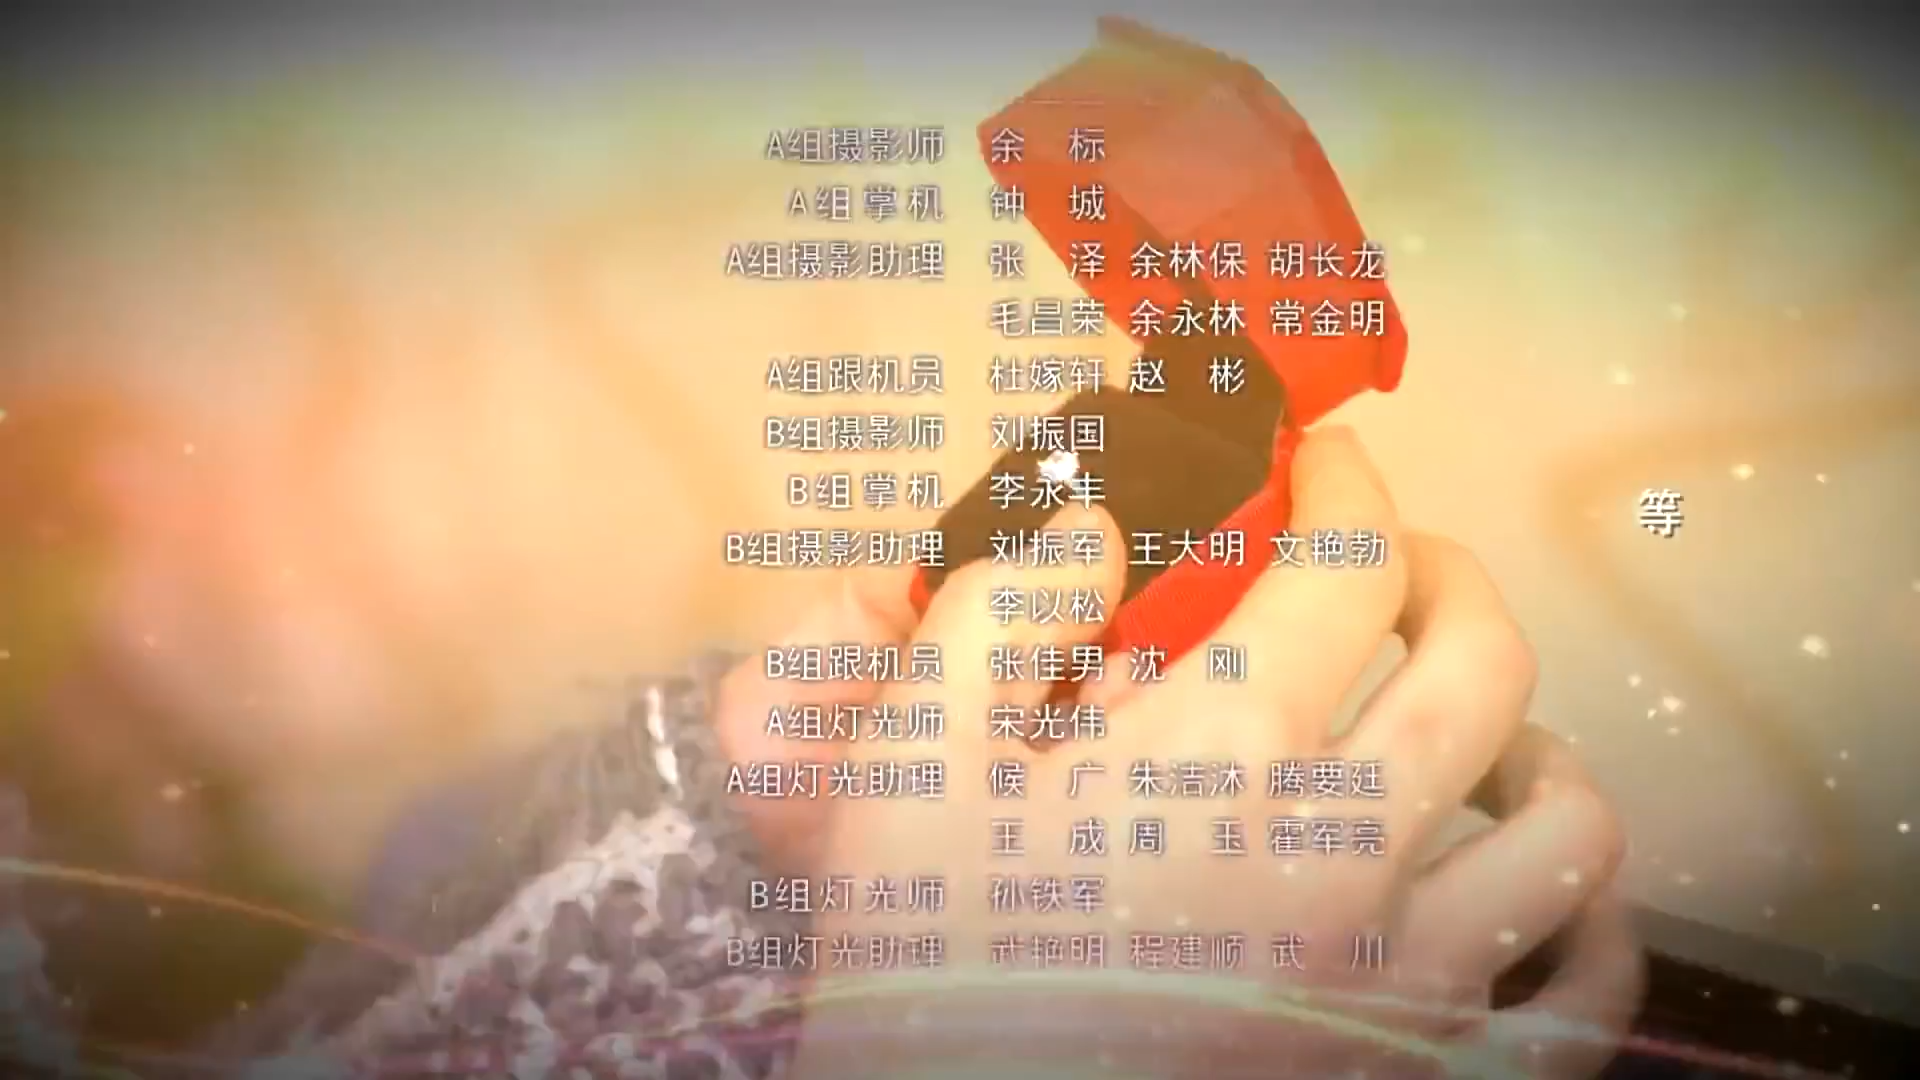 A组摄影师 余 标
A组掌机 钟 城
A组摄影助理 张 泽 余林保 胡长龙
毛昌荣 余永林 常金明
A组跟机员 杜嫁轩 赵 彬
B组摄影师 刘振国
B组掌机 李永丰
等
B组摄影助理 刘振军 王大明 文艳勃
李以松
B组跟机员 张佳男 沈 刚
A组灯光师 宋光伟
A组灯光助理 候 广 朱洁沐 腾要廷
王 成 周 玉 霍军亮
B组灯光师 孙铁军
B组灯光助理 武艳明 程建顺 武 川